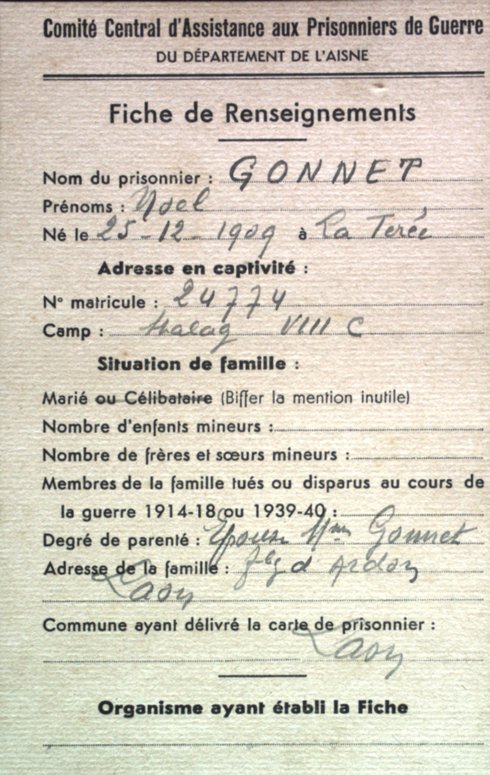 Comité Central d'Assistance aux Prisonniers de Guerre
DU DÉPARTEMENT DE L'AISNE
Fiche de Renseignements
Nom du prisonnier : GONNET
Prénoms : Noel
Né le 25-12-1909 à La Terée
Adresse en captivité :
N° matricule : 24774
Camp : Stalag VIII C
Situation de famille :
Marié ou Célibataire (Biffer la mention inutile)
Nombre d'enfants mineurs :
Nombre de frères et sœurs mineurs :
Membres de la famille tués ou disparus au cours de
la guerre 1914-18 ou 1939-40 :
Degré de parenté : Epouse Mme Gonnet
Adresse de la famille : fbg d Ardon
Laon
Commune ayant délivré la carte de prisonnier :
Laon
Organisme ayant établi la Fiche